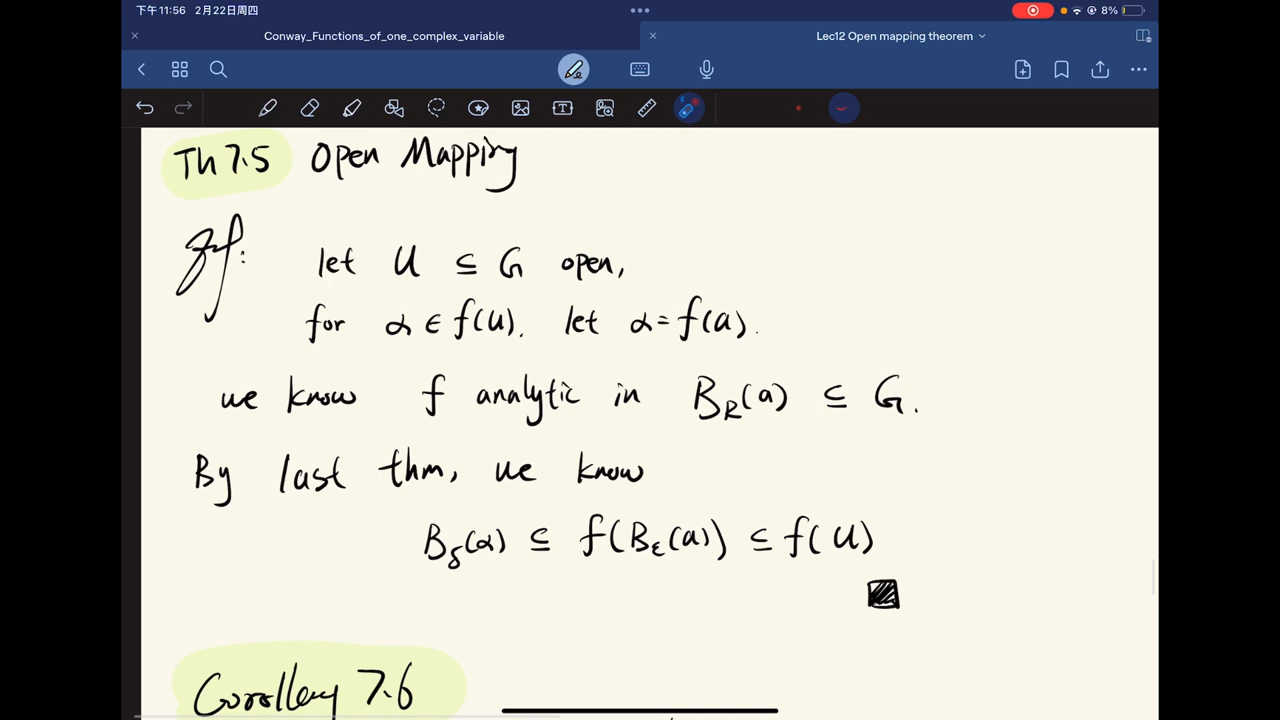 下午11:56 2月22日周四 8%
Conway_Functions_of_one_complex_variable Lec12 Open mapping theorem
Th 7.5 Open Mapping
Prf: let U ⊆ G open,
for α ∈ f(U). let α = f(a).
we know f analytic in B_R(a) ⊆ G.
By last thm, we know
B_δ(α) ⊆ f(B_ε(a)) ⊆ f(U)
Corollary 7.6